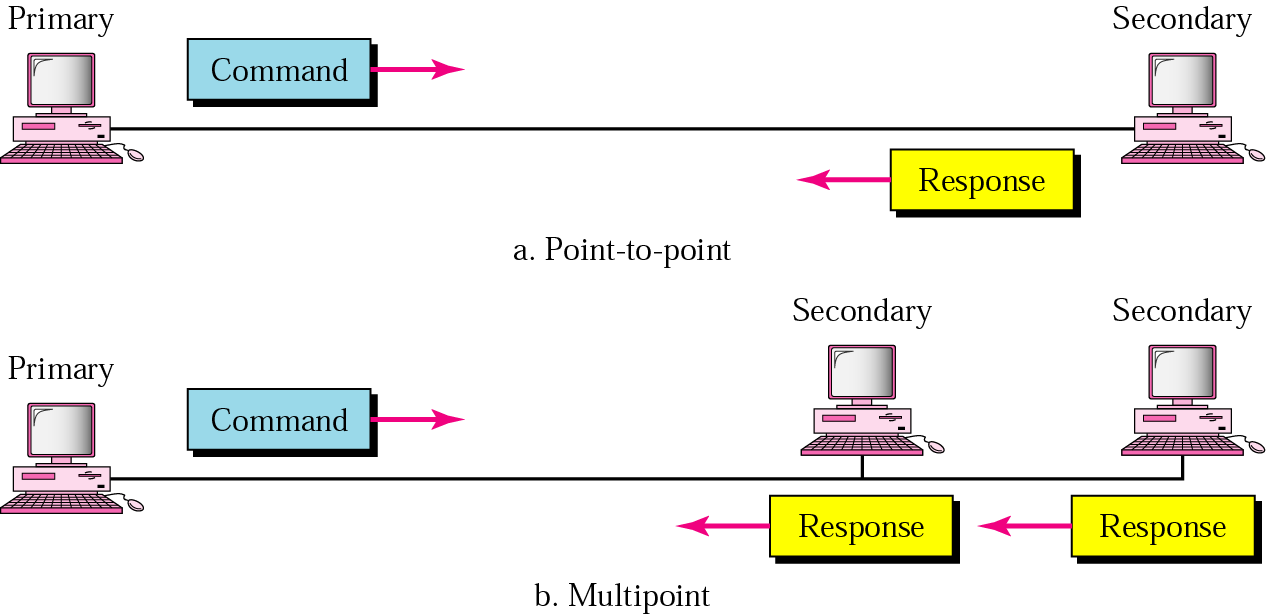 Primary
Secondary
Command
Response
a. Point-to-point
Secondary
Secondary
Primary
Command
Response
Response
b. Multipoint